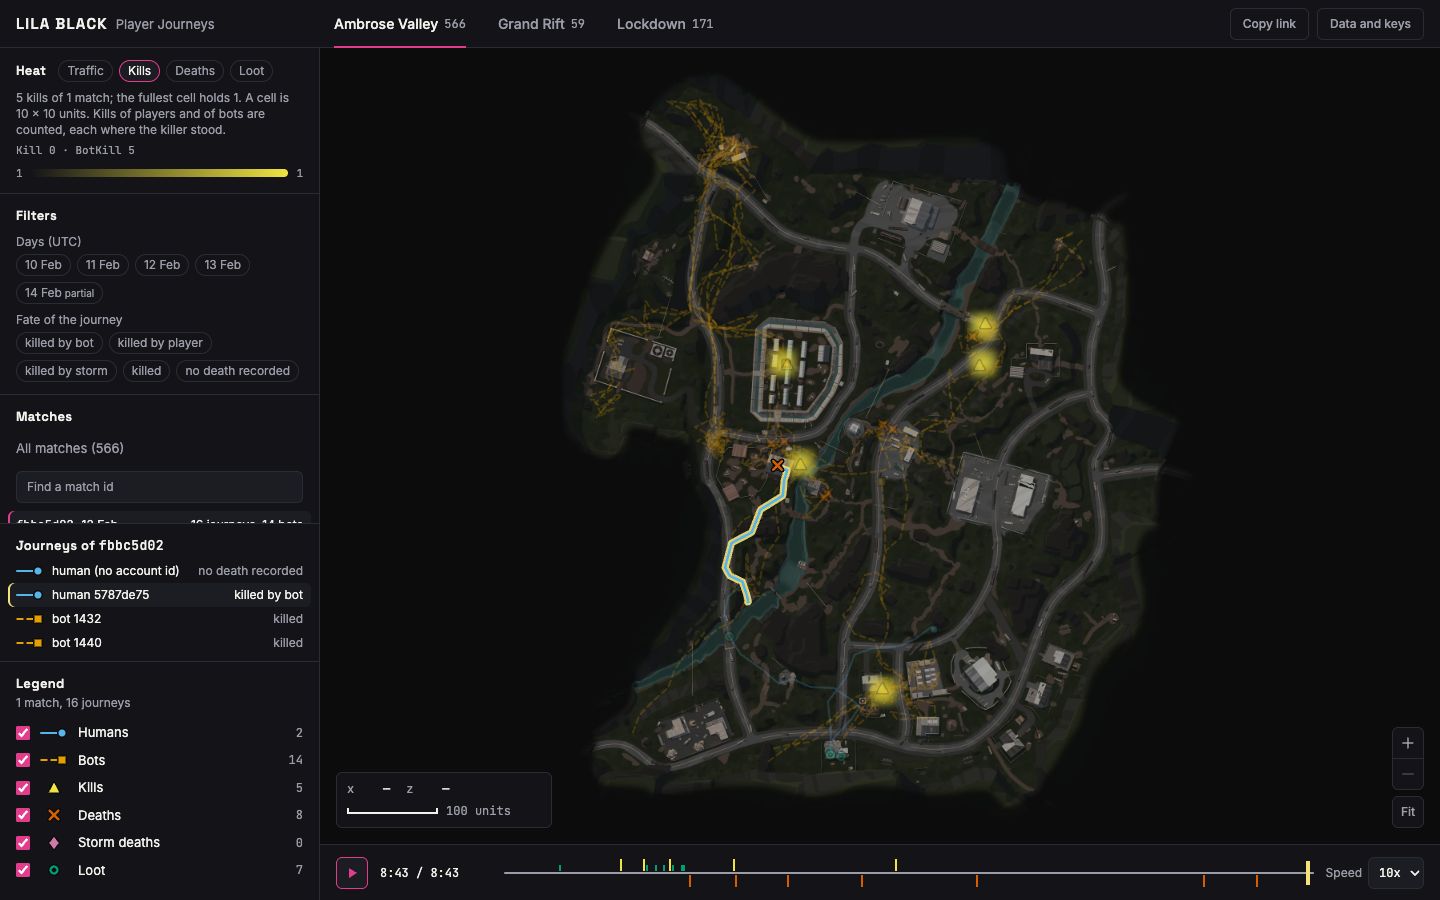 LILA BLACK Player Journeys
Ambrose Valley 566
Grand Rift 59
Lockdown 171
Copy link
Data and keys
Heat
Traffic
Kills
Deaths
Loot
5 kills of 1 match; the fullest cell holds 1. A cell is
10 × 10 units. Kills of players and of bots are
counted, each where the killer stood.
Kill 0 · BotKill 5
1 1
Filters
Days (UTC)
10 Feb
11 Feb
12 Feb
13 Feb
14 Feb partial
Fate of the journey
killed by bot
killed by player
killed by storm
killed
no death recorded
Matches
All matches (566)
Find a match id
Journeys of fbbc5d02
human (no account id) no death recorded
human 5787de75 killed by bot
bot 1432 killed
bot 1440 killed
Legend
1 match, 16 journeys
Humans 2
Bots 14
Kills 5
Deaths 8
Storm deaths 0
Loot 7
x – z –
100 units
+
−
Fit
8:43 / 8:43
Speed
10x